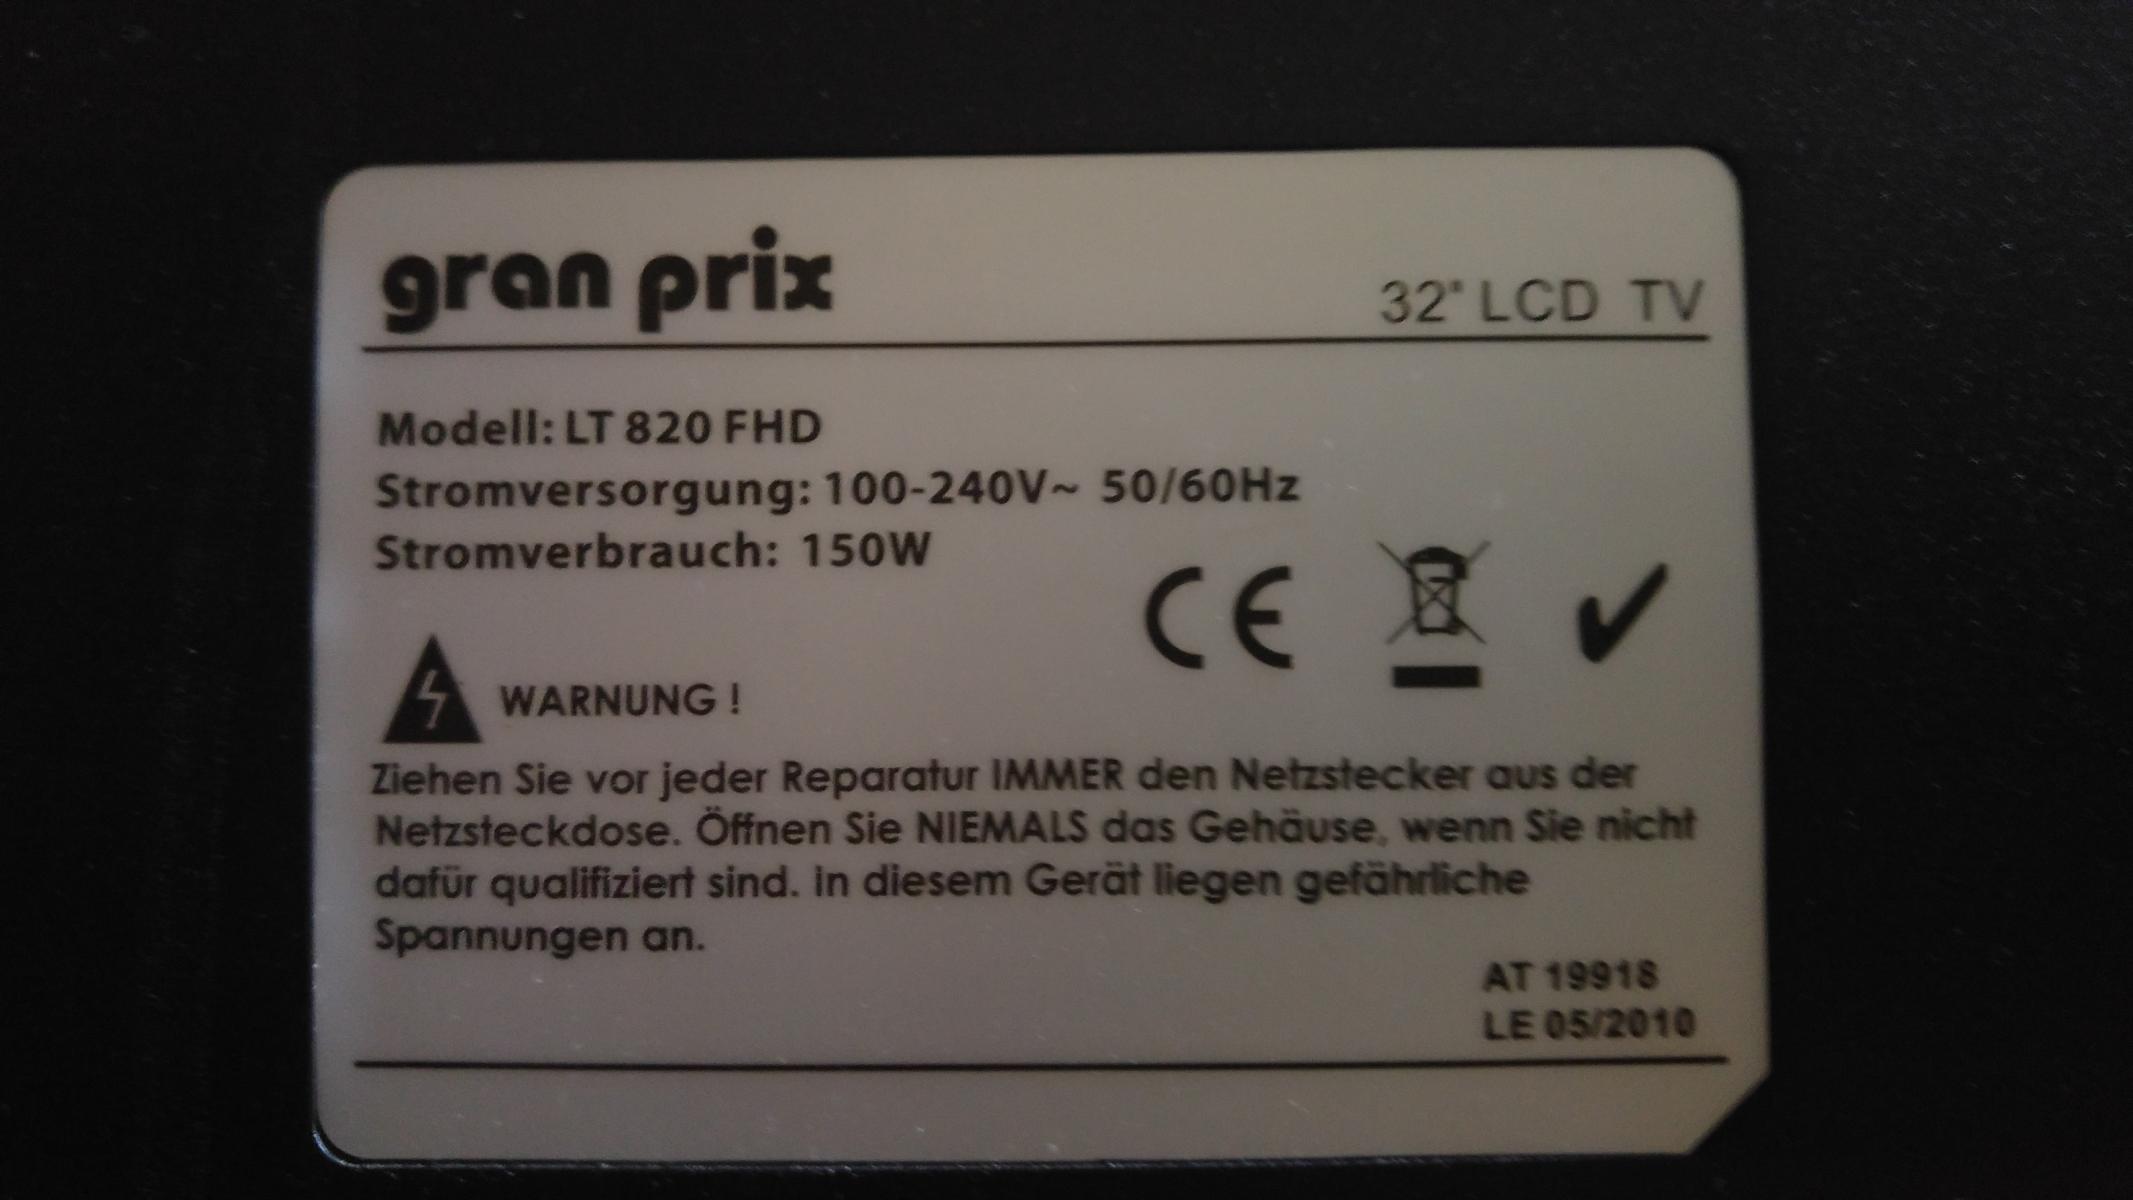 gran prix
32" LCD TV
Modell: LT 820 FHD
Stromversorgung: 100-240V~ 50/60Hz
Stromverbrauch: 150W
CE
WARNUNG !
Ziehen Sie vor jeder Reparatur IMMER den Netzstecker aus der
Netzsteckdose. Öffnen Sie NIEMALS das Gehäuse, wenn Sie nicht
dafür qualifiziert sind. In diesem Gerät liegen gefährliche
Spannungen an.
AT 19918
LE 05/2010